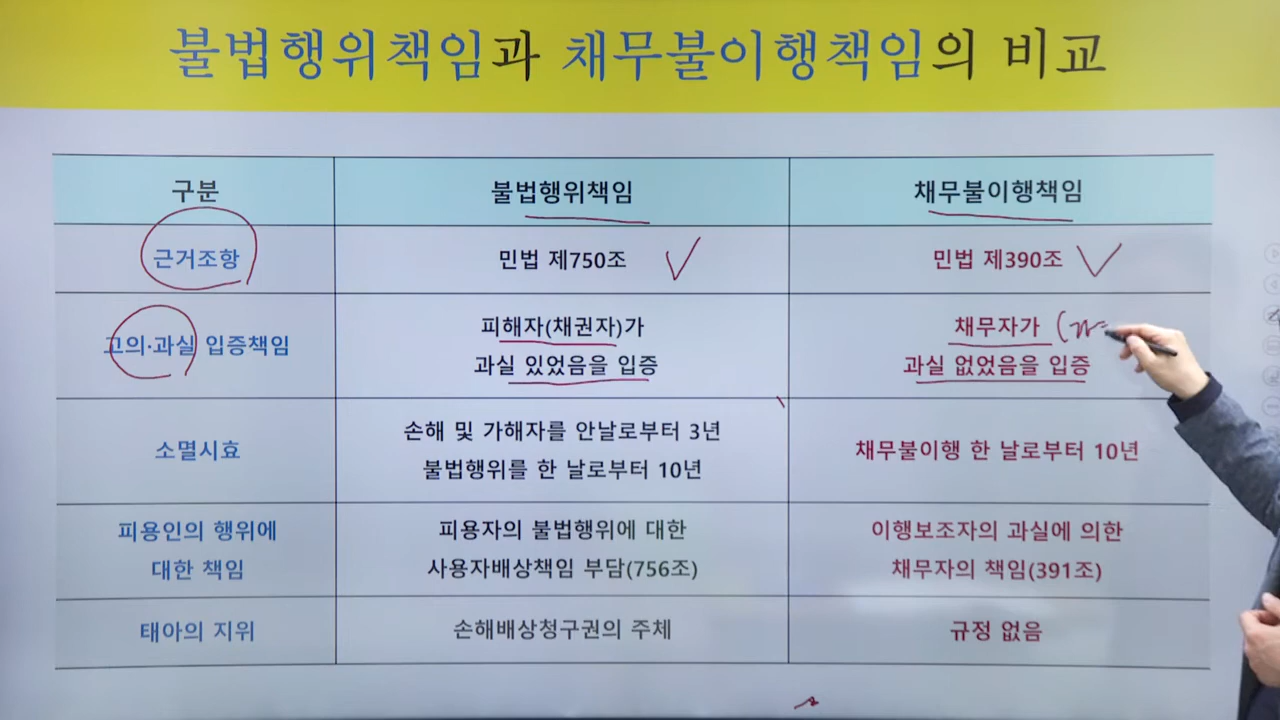 불법행위책임과 채무불이행책임의 비교
구분 불법행위책임 채무불이행책임
근거조항 민법 제750조 민법 제390조
고의·과실 입증책임 피해자(채권자)가 채무자가
과실 있었음을 입증 과실 없었음을 입증
소멸시효 손해 및 가해자를 안날로부터 3년 채무불이행 한 날로부터 10년
불법행위를 한 날로부터 10년
피용인의 행위에 피용자의 불법행위에 대한 이행보조자의 과실에 의한
대한 책임 사용자배상책임 부담(756조) 채무자의 책임(391조)
태아의 지위 손해배상청구권의 주체 규정 없음